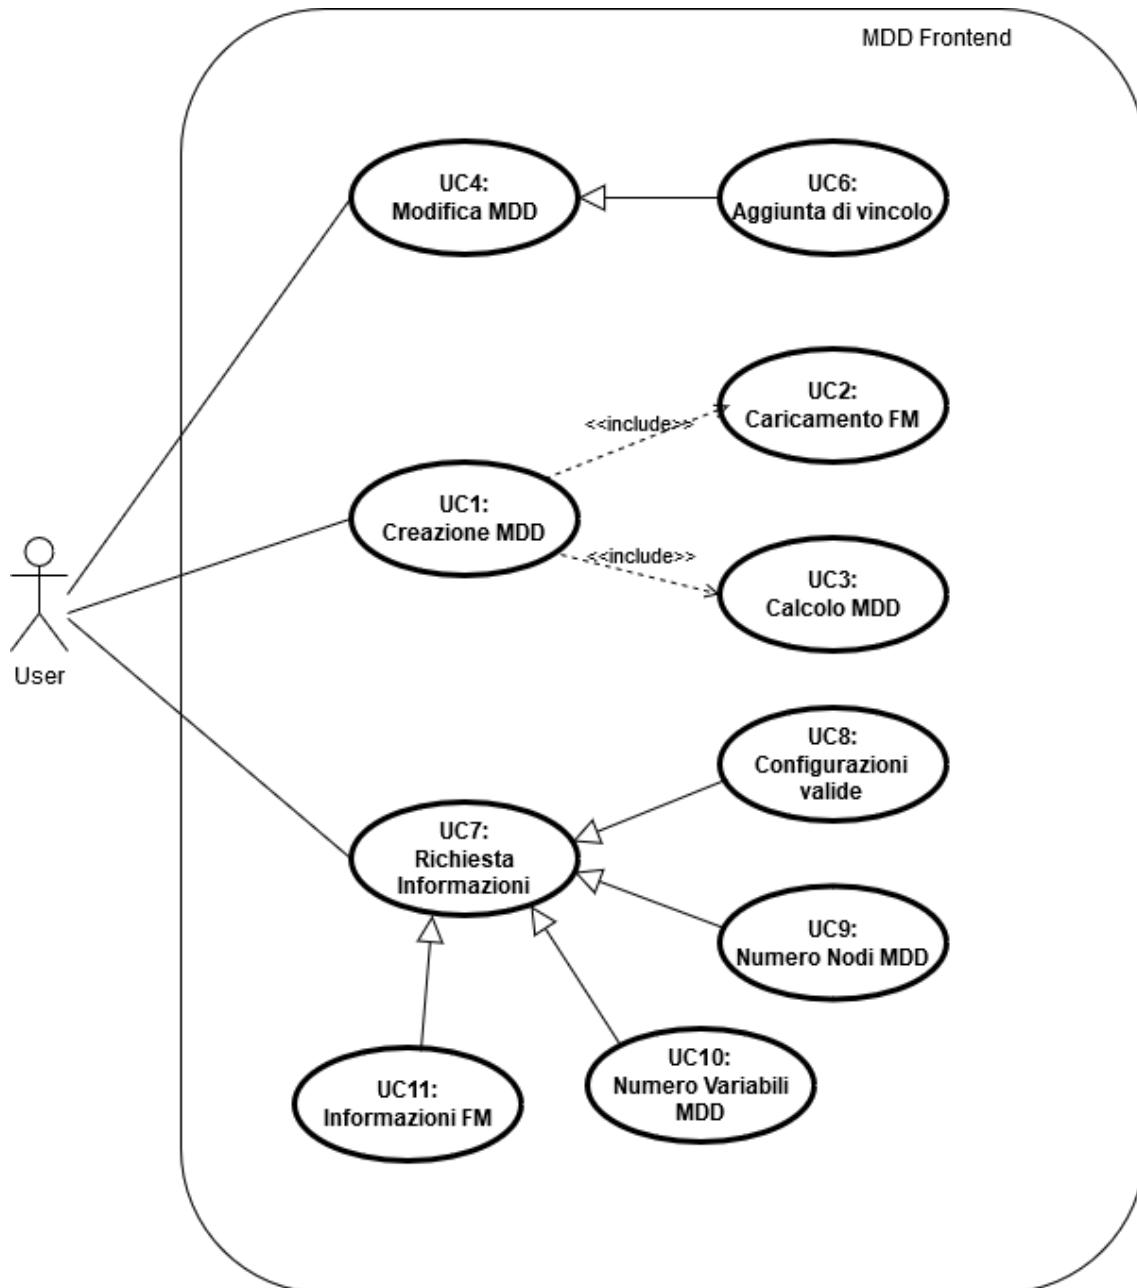 MDD Frontend
UC4:
Modifica MDD
UC6:
Aggiunta di vincolo
UC2:
Caricamento FM
<<include>>
UC1:
Creazione MDD
<<include>>
UC3:
Calcolo MDD
User
UC8:
Configurazioni
valide
UC7:
Richiesta
Informazioni
UC9:
Numero Nodi MDD
UC10:
Numero Variabili
MDD
UC11:
Informazioni FM